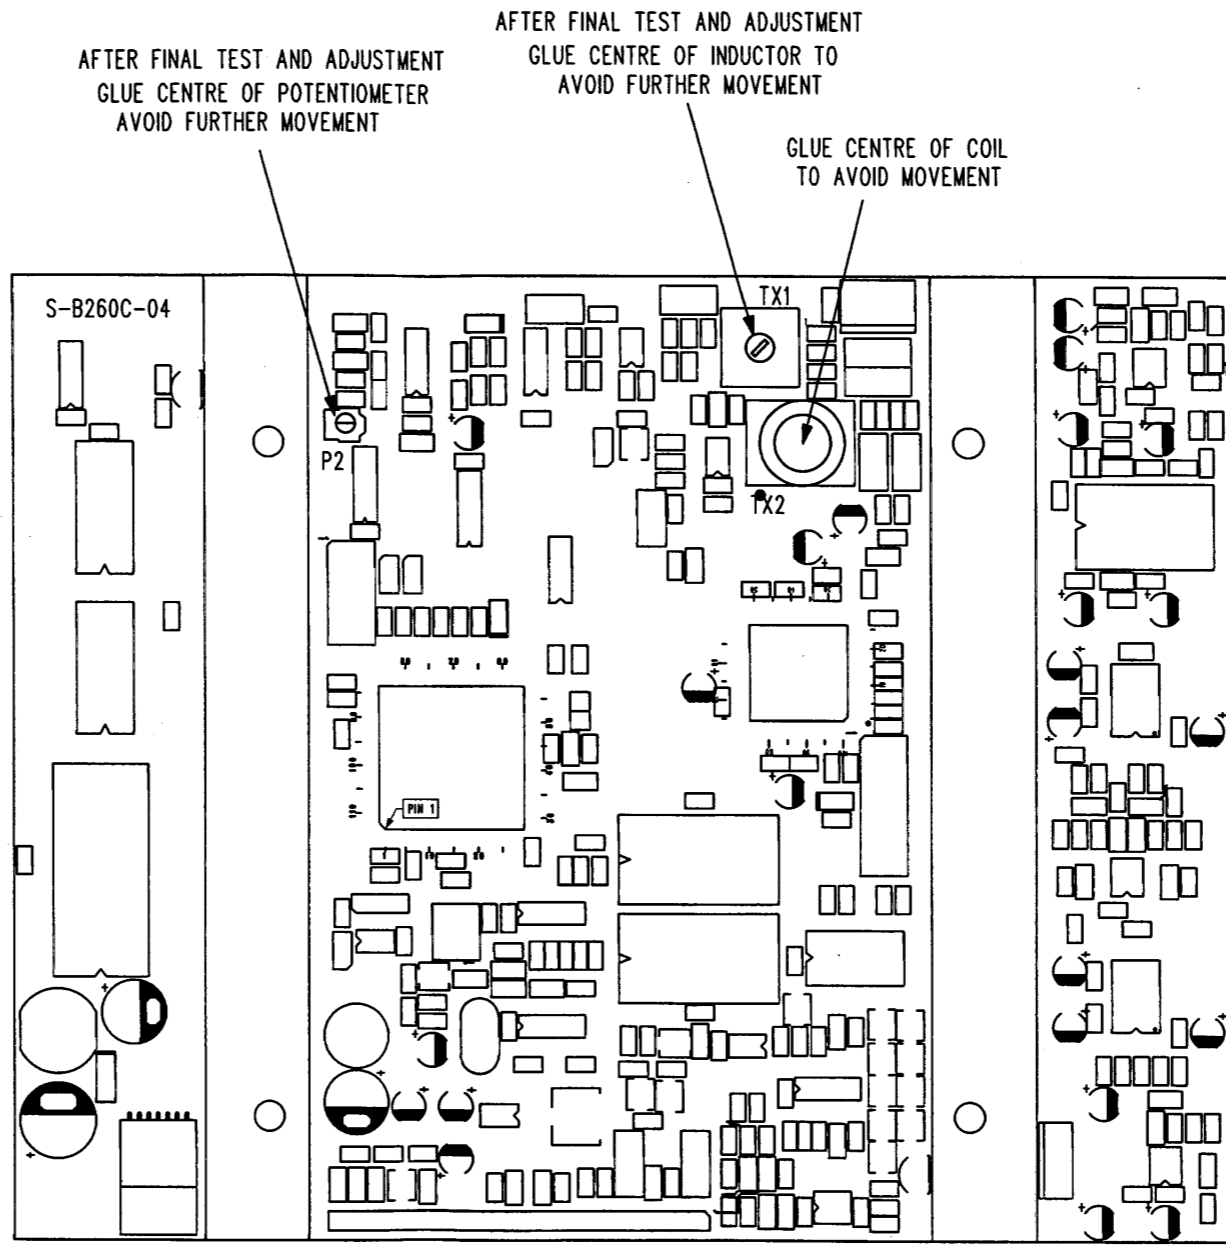 AFTER FINAL TEST AND ADJUSTMENT
GLUE CENTRE OF POTENTIOMETER
AVOID FURTHER MOVEMENT
AFTER FINAL TEST AND ADJUSTMENT
GLUE CENTRE OF INDUCTOR TO
AVOID FURTHER MOVEMENT
GLUE CENTRE OF COIL
TO AVOID MOVEMENT
S-B260C-04
TX1
P2
TX2
PIN 1